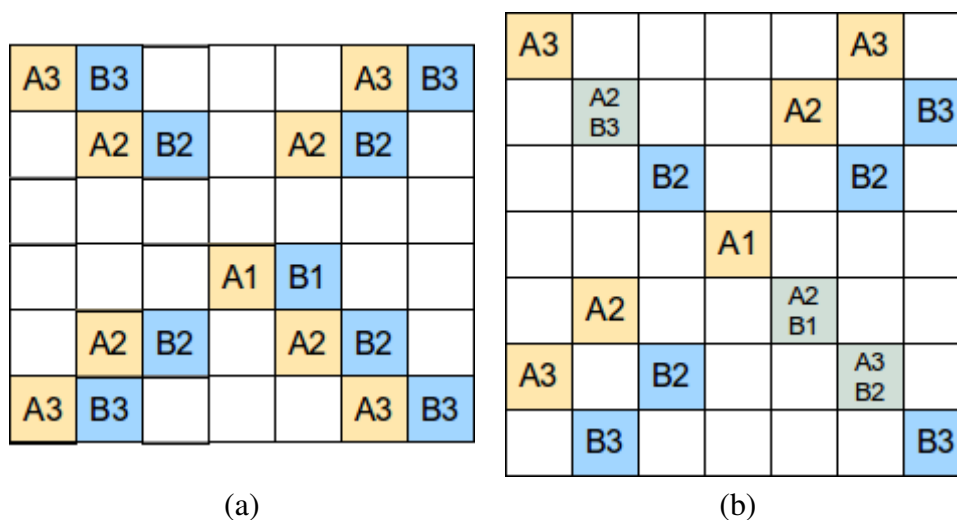 A3 B3 A3 B3
A2 B2 A2 B2
A1 B1
A2 B2 A2 B2
A3 B3 A3 B3
(a)
A3 A3
A2
B3
A2 B3
B2 B2
A1
A2
A2
B1
A3 B2
A3
B2
B3 B3
(b)